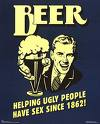 BEER
HELPING UGLY PEOPLE
HAVE SEX SINCE 1862!